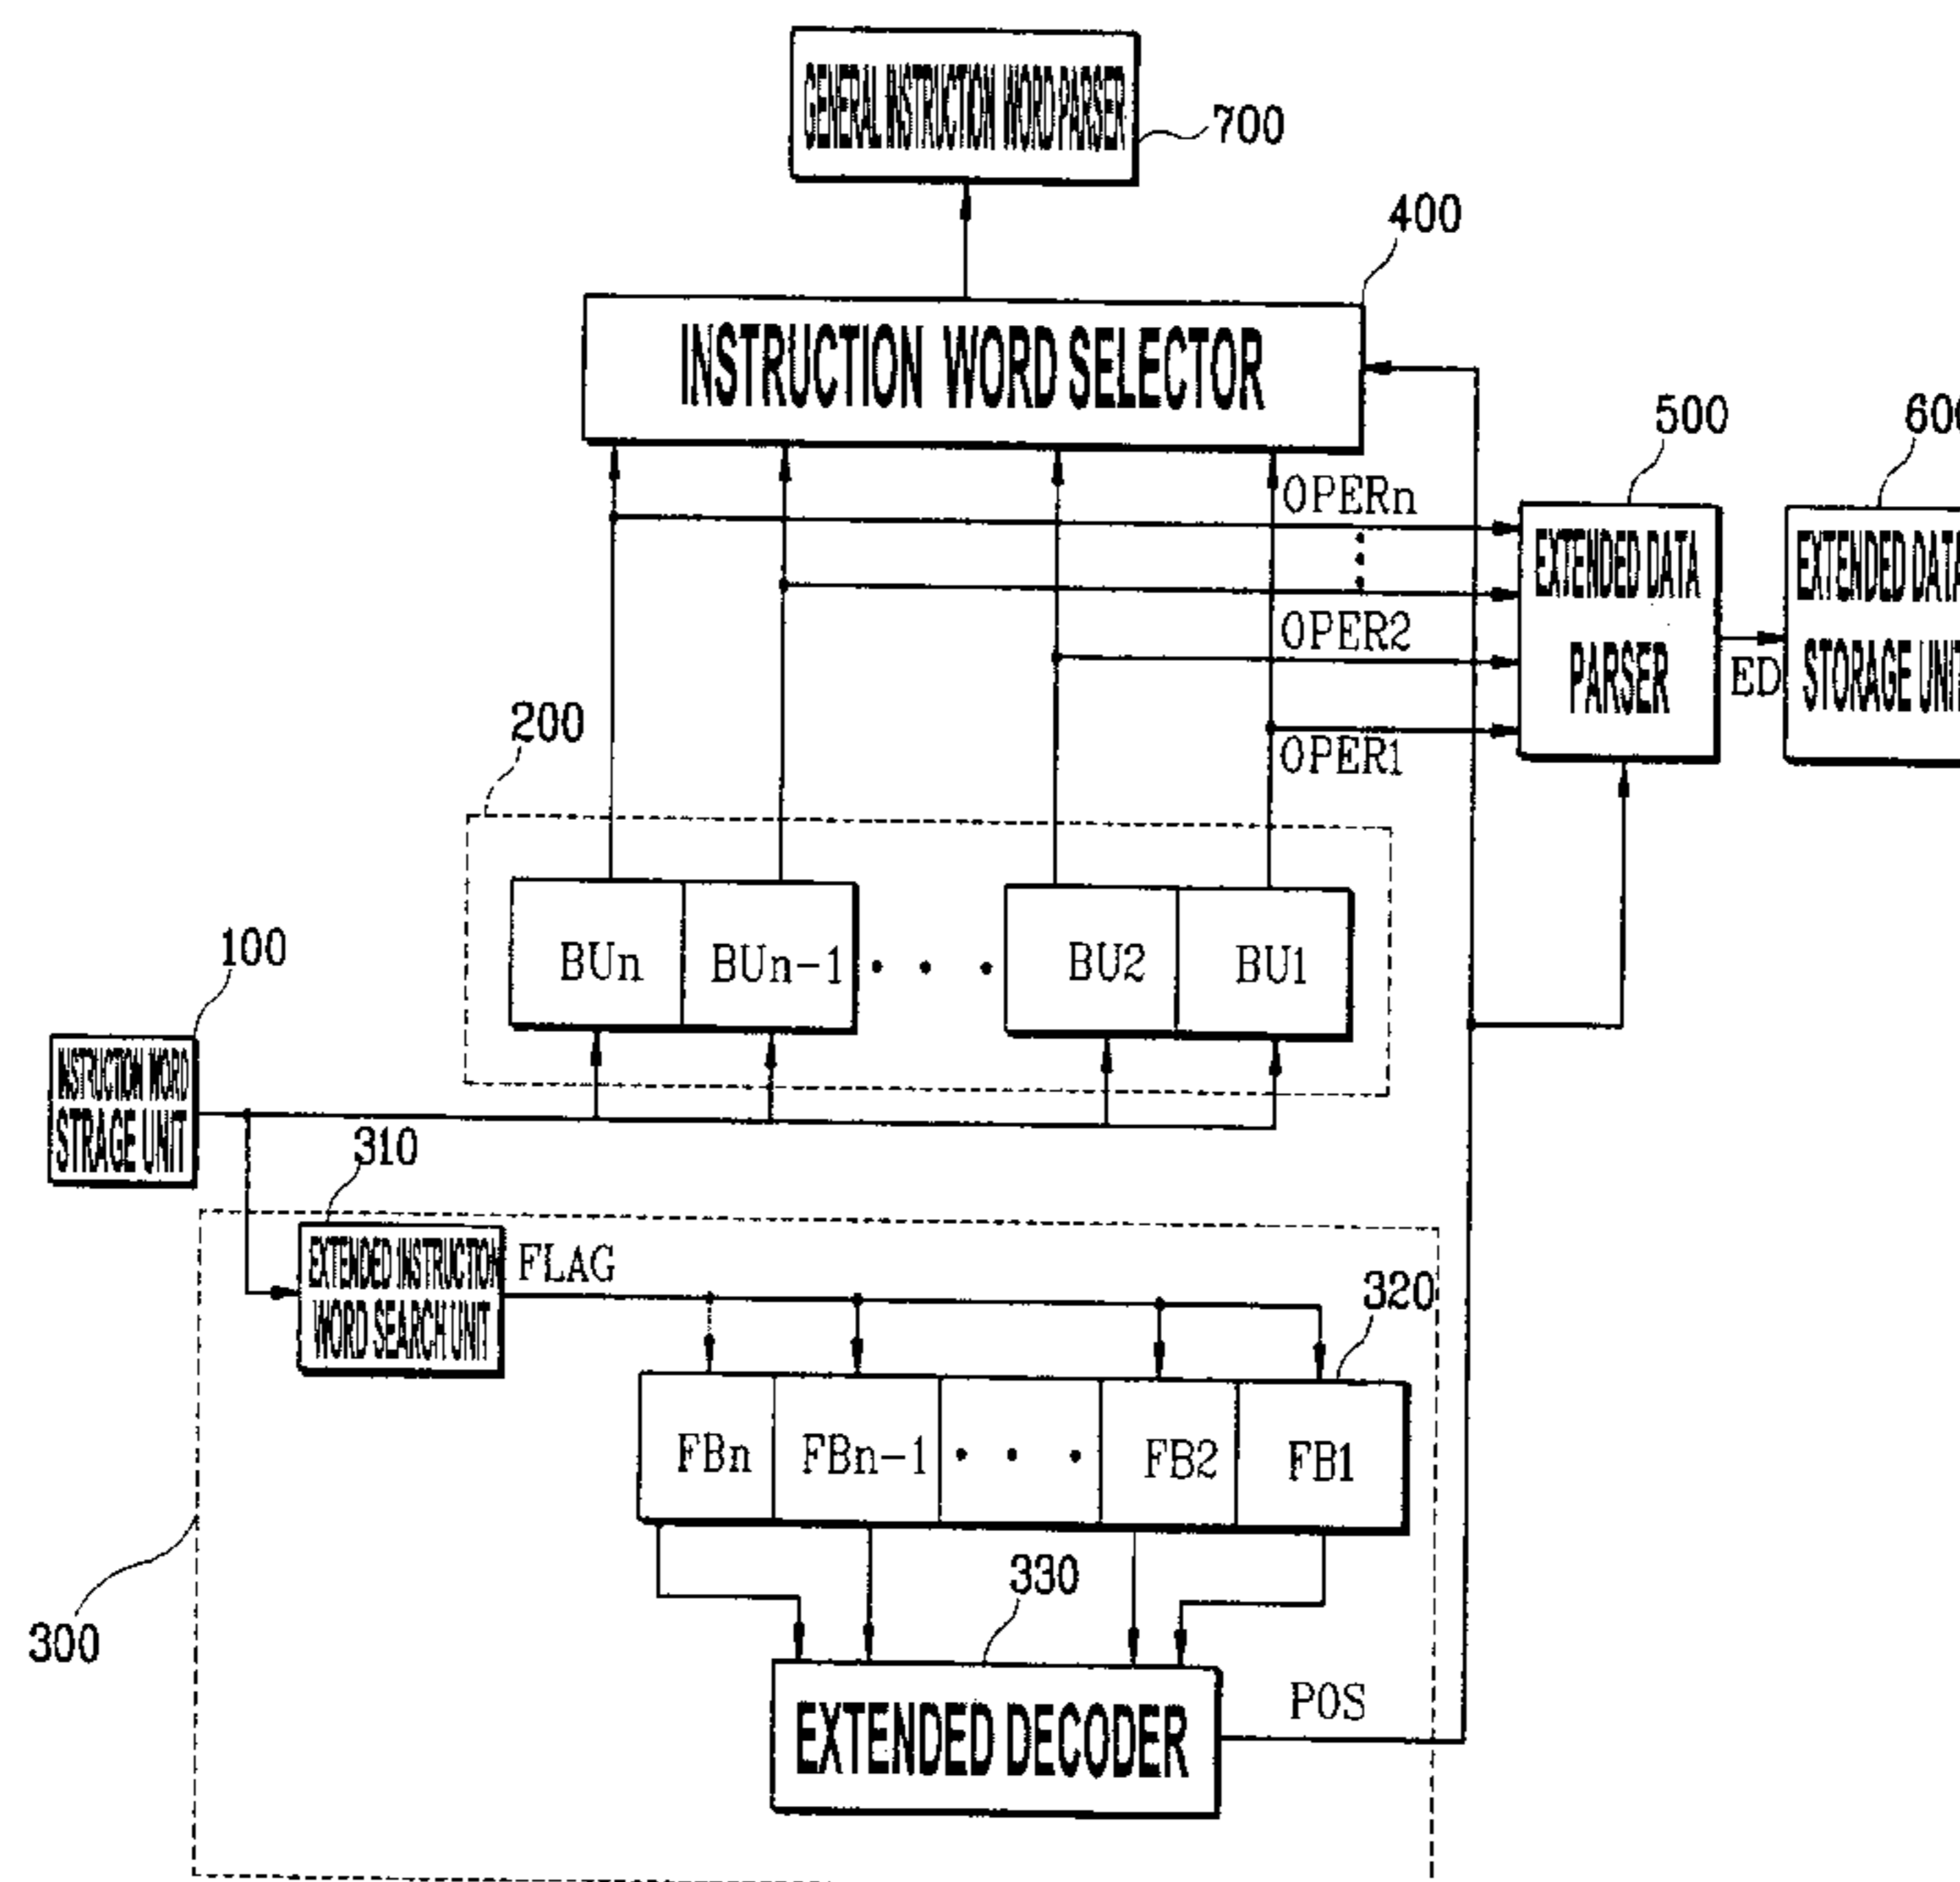 GENERAL INSTRUCTION WORD PARSER
700
400
INSTRUCTION WORD SELECTOR
500
600
OPERn
EXTENDED DATA
PARSER
EXTENDED DATA
STORAGE UNIT
OPER2
ED
OPER1
200
BUn
BUn-1
BU2
BU1
100
INSTRUCTION WORD
STRAGE UNIT
310
EXTENDED INSTRUCTION
WORD SEARCH UNIT
FLAG
320
FBn
FBn-1
FB2
FB1
330
300
EXTENDED DECODER
POS